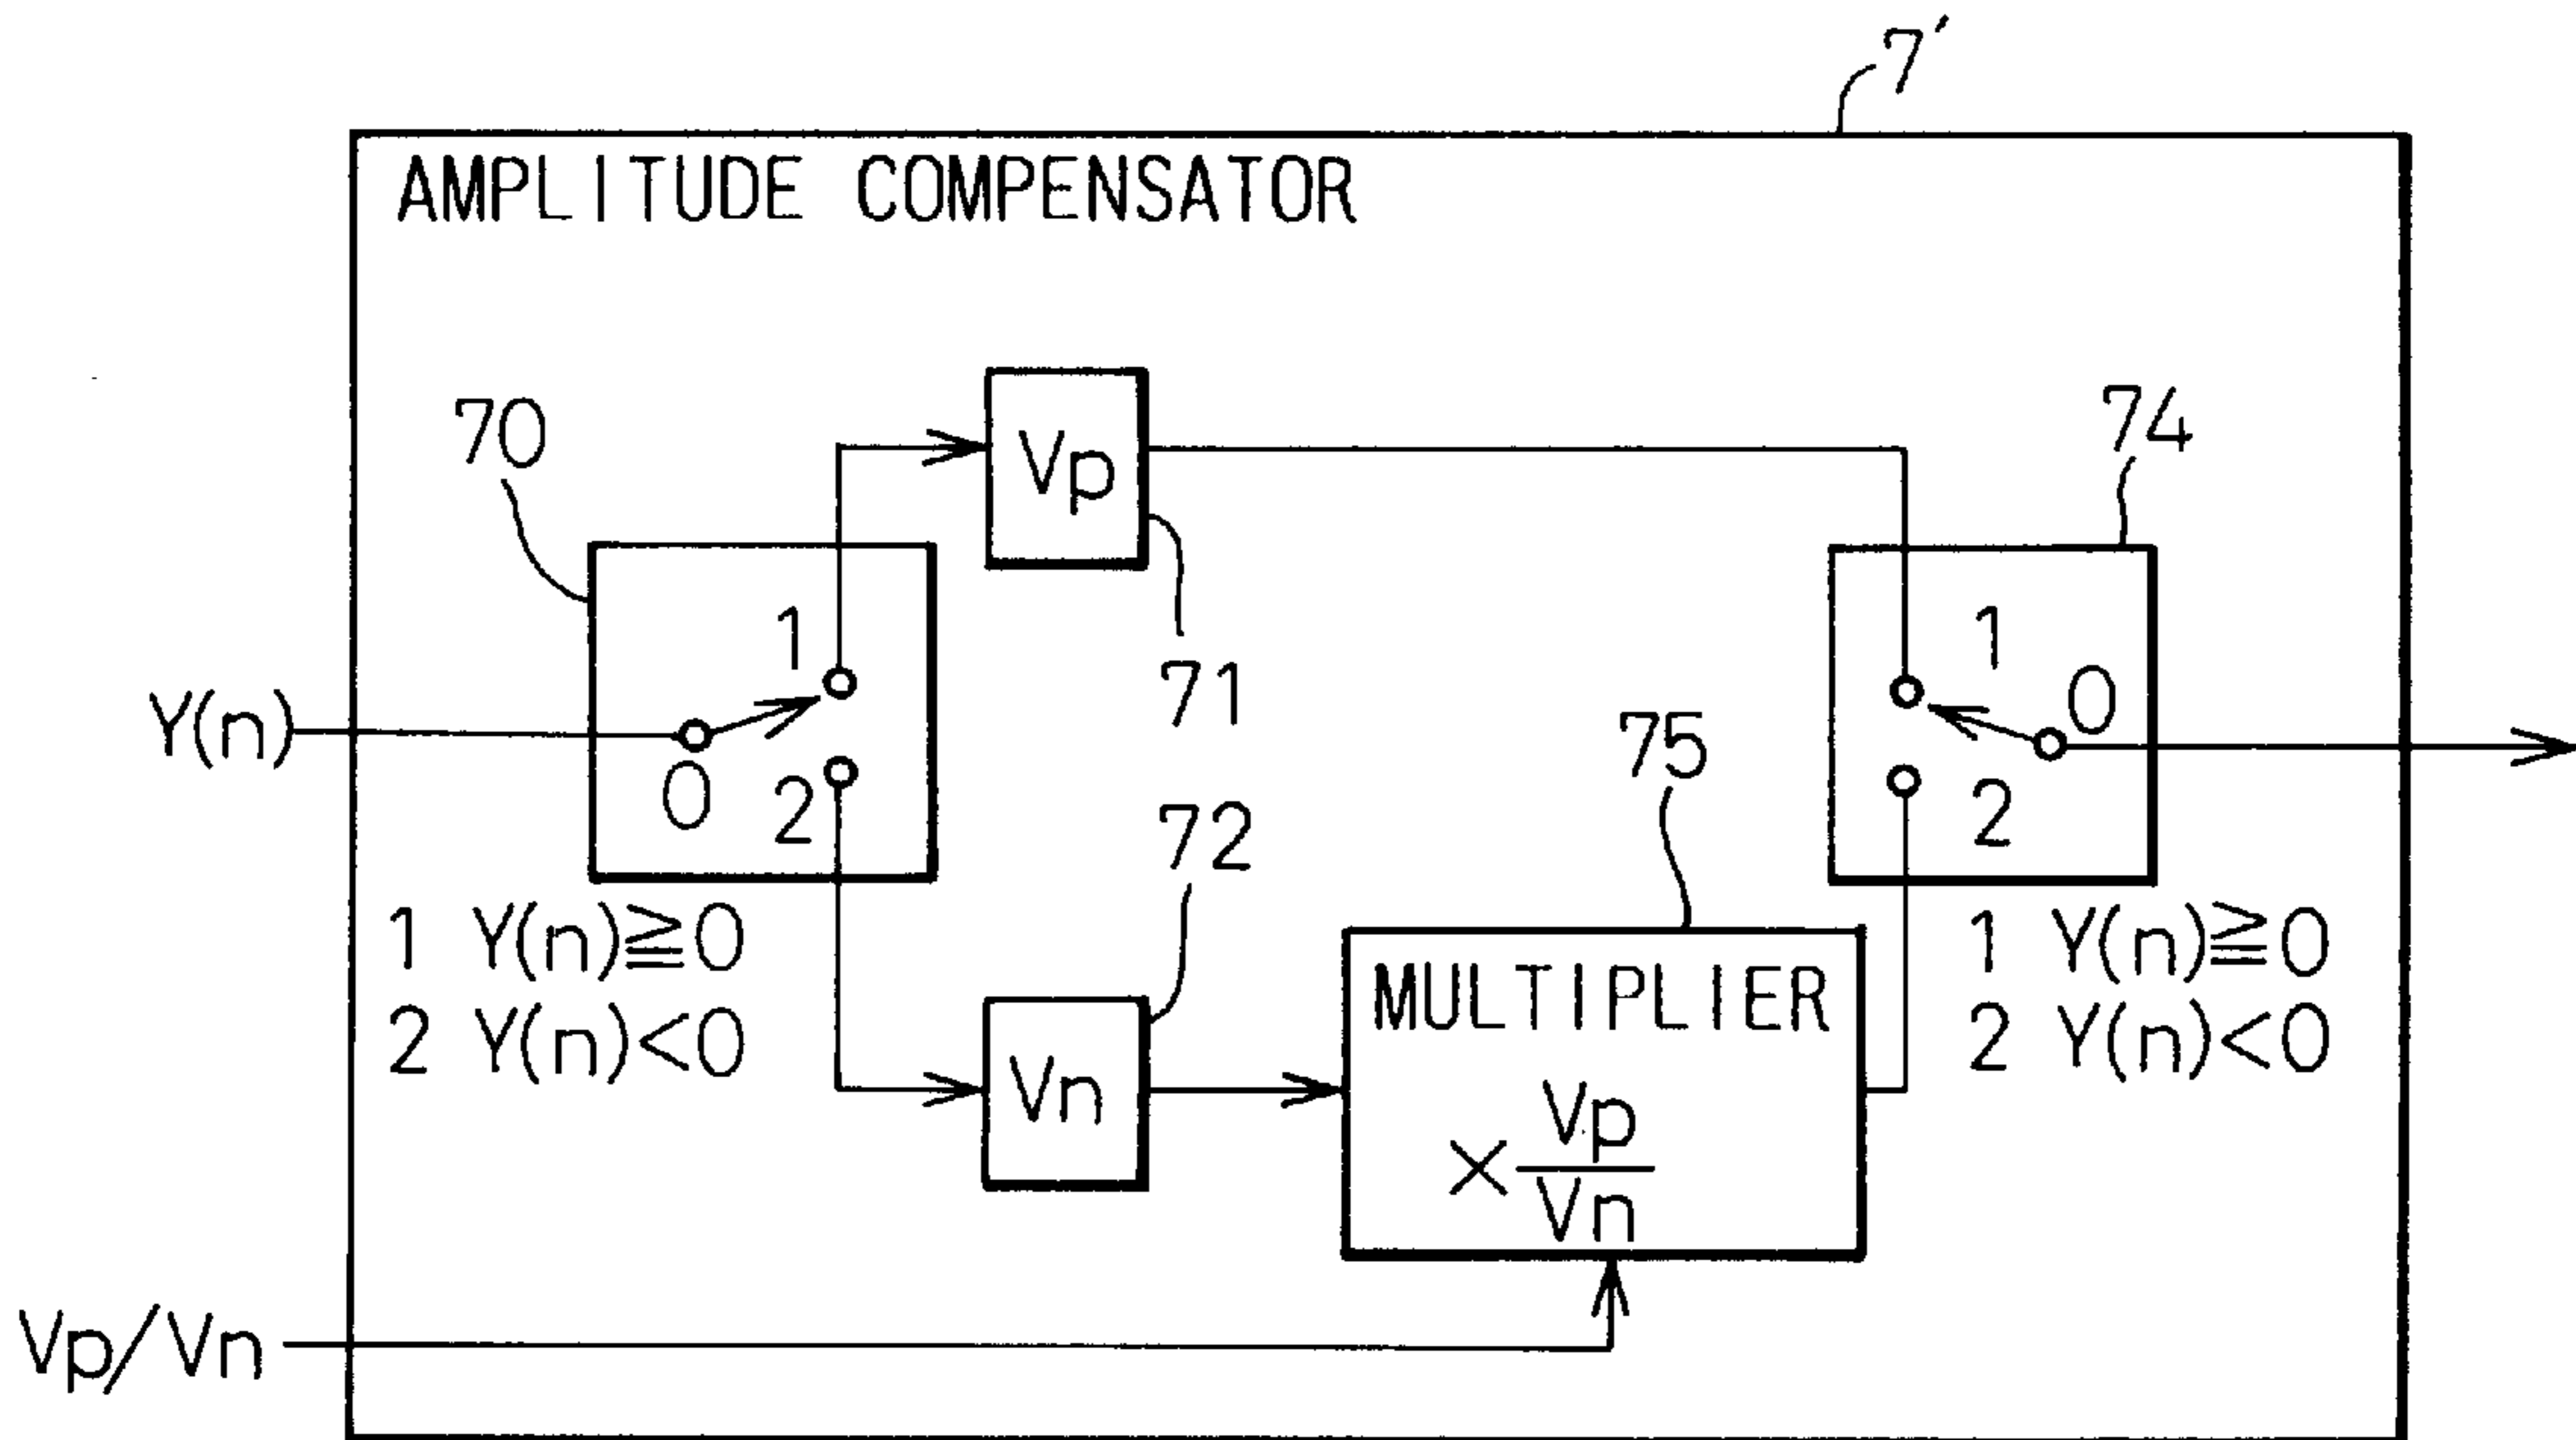 7′
AMPLITUDE COMPENSATOR
70
Vp
74
1
71
1
0
Y(n)
0
2
75
72
2
1 Y(n)≧0
2 Y(n)<0
1 Y(n)≧0
2 Y(n)<0
MULTIPLIER
Vn
× Vp
Vn
Vp/Vn